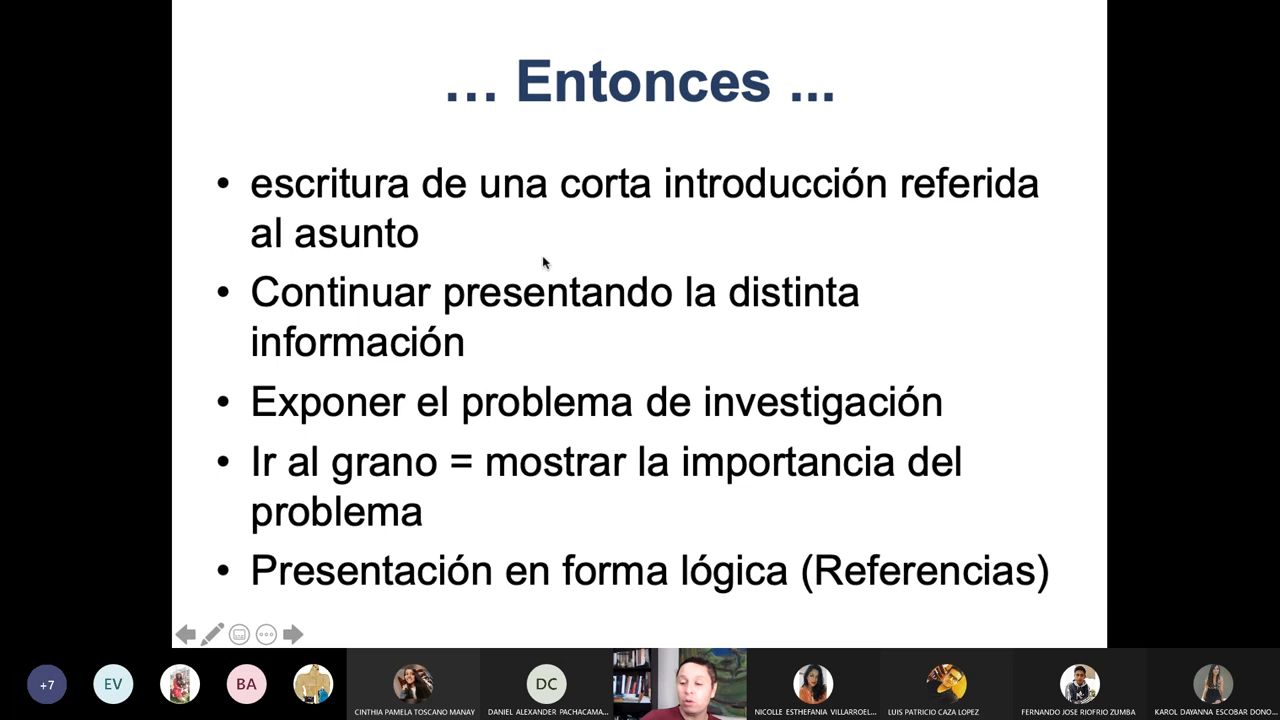 ... Entonces ...
• escritura de una corta introducción referida
al asunto
• Continuar presentando la distinta
información
• Exponer el problema de investigación
• Ir al grano = mostrar la importancia del
problema
• Presentación en forma lógica (Referencias)
+7
EV
BA
DC
CINTHIA PAMELA TOSCANO MANAY
DANIEL ALEXANDER PACHACAMA...
NICOLLE ESTHEFANIA VILLARROEL...
LUIS PATRICIO CAZA LOPEZ
FERNANDO JOSE RIOFRIO ZUMBA
KAROL DAYANNA ESCOBAR DONO...